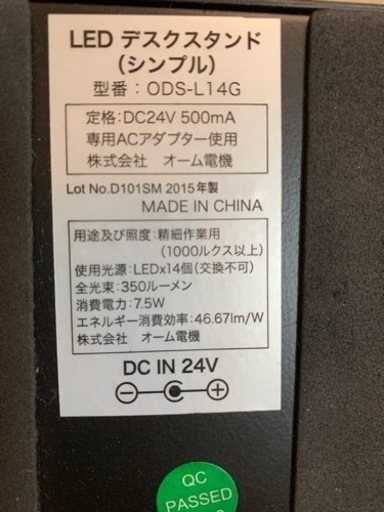 LED デスクスタンド
(シンプル)
型番：ODS-L14G
定格：DC24V 500mA
専用ACアダプター使用
株式会社　オーム電機
Lot No.D101SM 2015年製
MADE IN CHINA
用途及び照度：精細作業用
(1000ルクス以上)
使用光源：LEDx14個(交換不可)
全光束：350ルーメン
消費電力：7.5W
エネルギー消費効率：46.67lm/W
株式会社　オーム電機
DC IN 24V
QC
PASSED